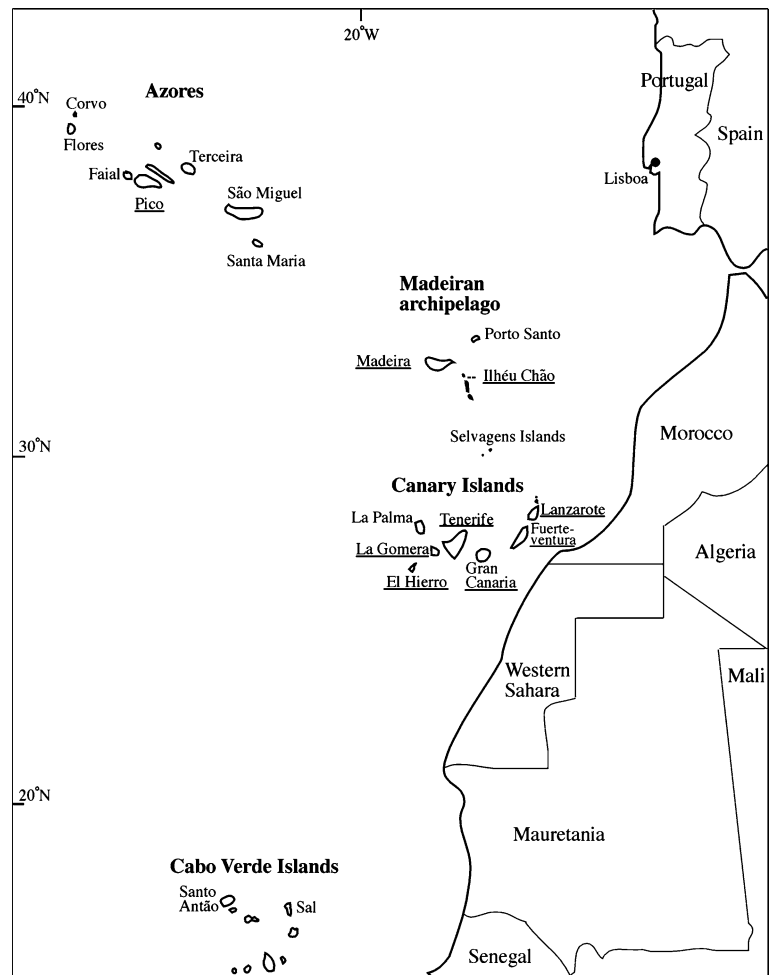 20°W
40°N
Azores
Corvo
Flores
Faial
Terceira
Pico
São Miguel
Santa Maria
Portugal
Spain
Lisboa
Madeiran
archipelago
Porto Santo
Madeira
Ilhéu Chão
Selvagens Islands
30°N
Morocco
Canary Islands
La Palma
Tenerife
Lanzarote
Fuerte-
ventura
La Gomera
El Hierro
Gran
Canaria
Algeria
Western
Sahara
Mali
20°N
Mauretania
Cabo Verde Islands
Santo
Antão
Sal
Senegal